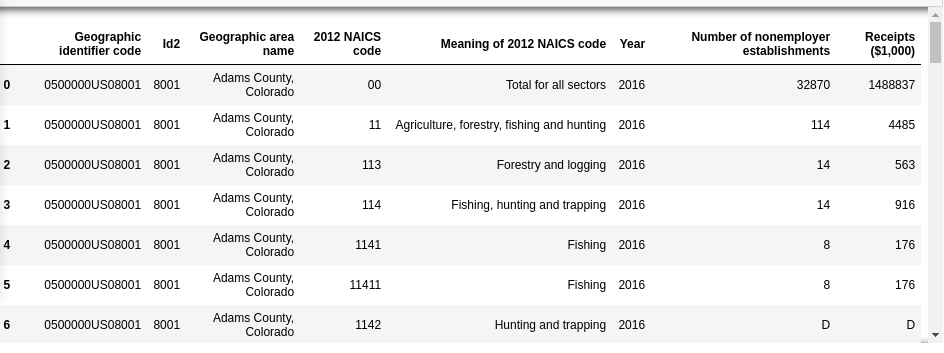 Geographic identifier code Id2 Geographic area name 2012 NAICS code Meaning of 2012 NAICS code Year Number of nonemployer establishments Receipts ($1,000)
0 0500000US08001 8001 Adams County, Colorado 00 Total for all sectors 2016 32870 1488837
1 0500000US08001 8001 Adams County, Colorado 11 Agriculture, forestry, fishing and hunting 2016 114 4485
2 0500000US08001 8001 Adams County, Colorado 113 Forestry and logging 2016 14 563
3 0500000US08001 8001 Adams County, Colorado 114 Fishing, hunting and trapping 2016 14 916
4 0500000US08001 8001 Adams County, Colorado 1141 Fishing 2016 8 176
5 0500000US08001 8001 Adams County, Colorado 11411 Fishing 2016 8 176
6 0500000US08001 8001 Adams County, Colorado 1142 Hunting and trapping 2016 D D